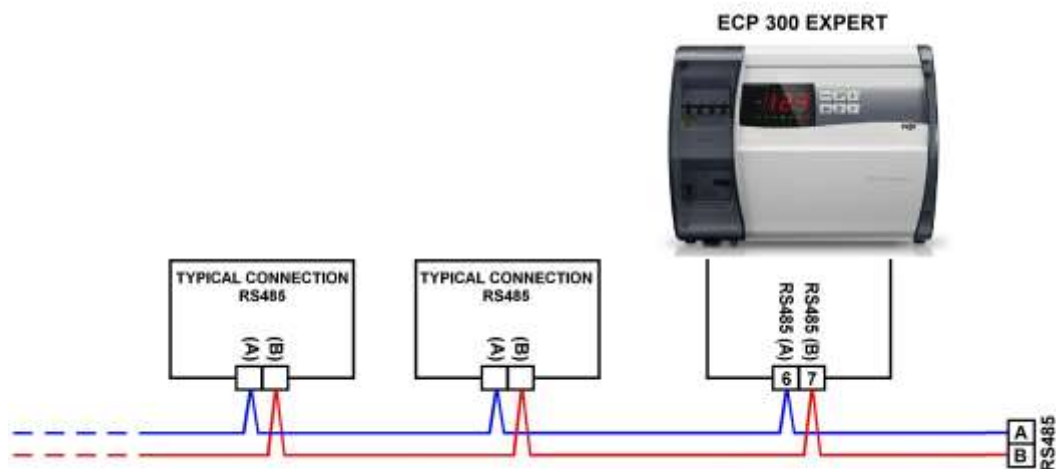 ECP 300 EXPERT
TYPICAL CONNECTION
RS485
(A)
(B)
TYPICAL CONNECTION
RS485
(A)
(B)
RS485 (A)
RS485 (B)
6
7
A
B
RS485